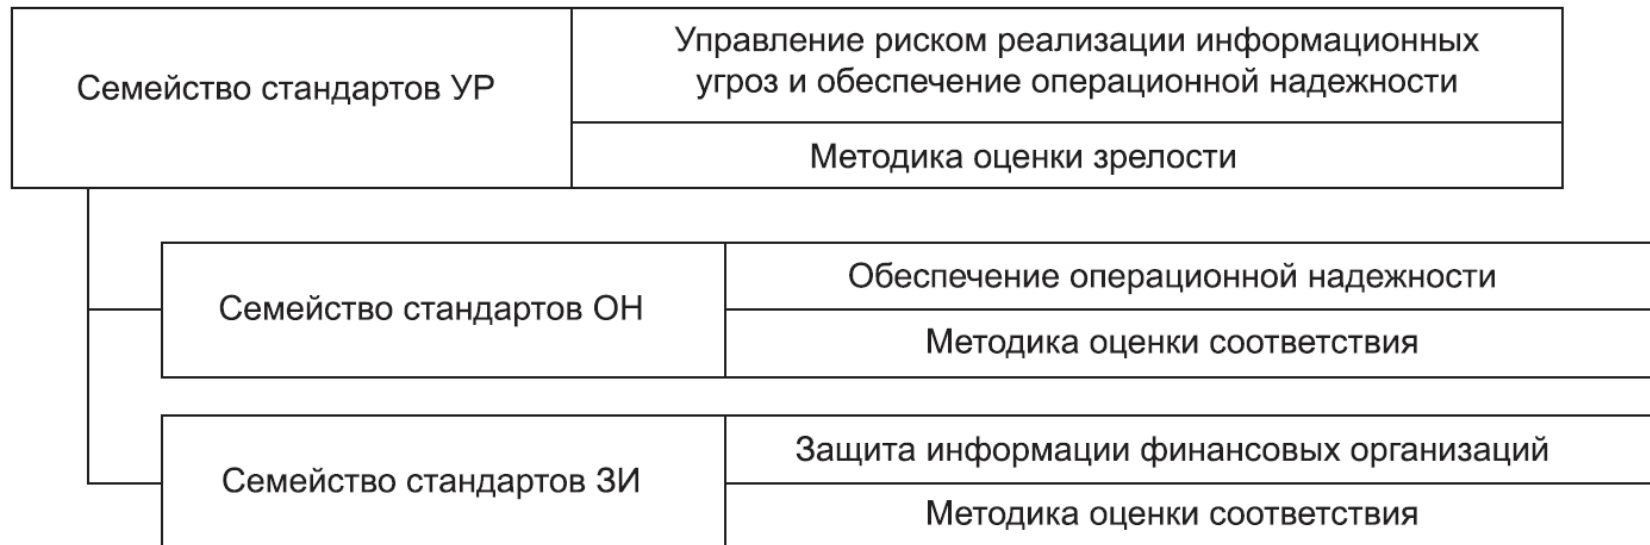 Семейство стандартов УР
Управление риском реализации информационных
угроз и обеспечение операционной надежности
Методика оценки зрелости
Семейство стандартов ОН
Обеспечение операционной надежности
Методика оценки соответствия
Семейство стандартов ЗИ
Защита информации финансовых организаций
Методика оценки соответствия